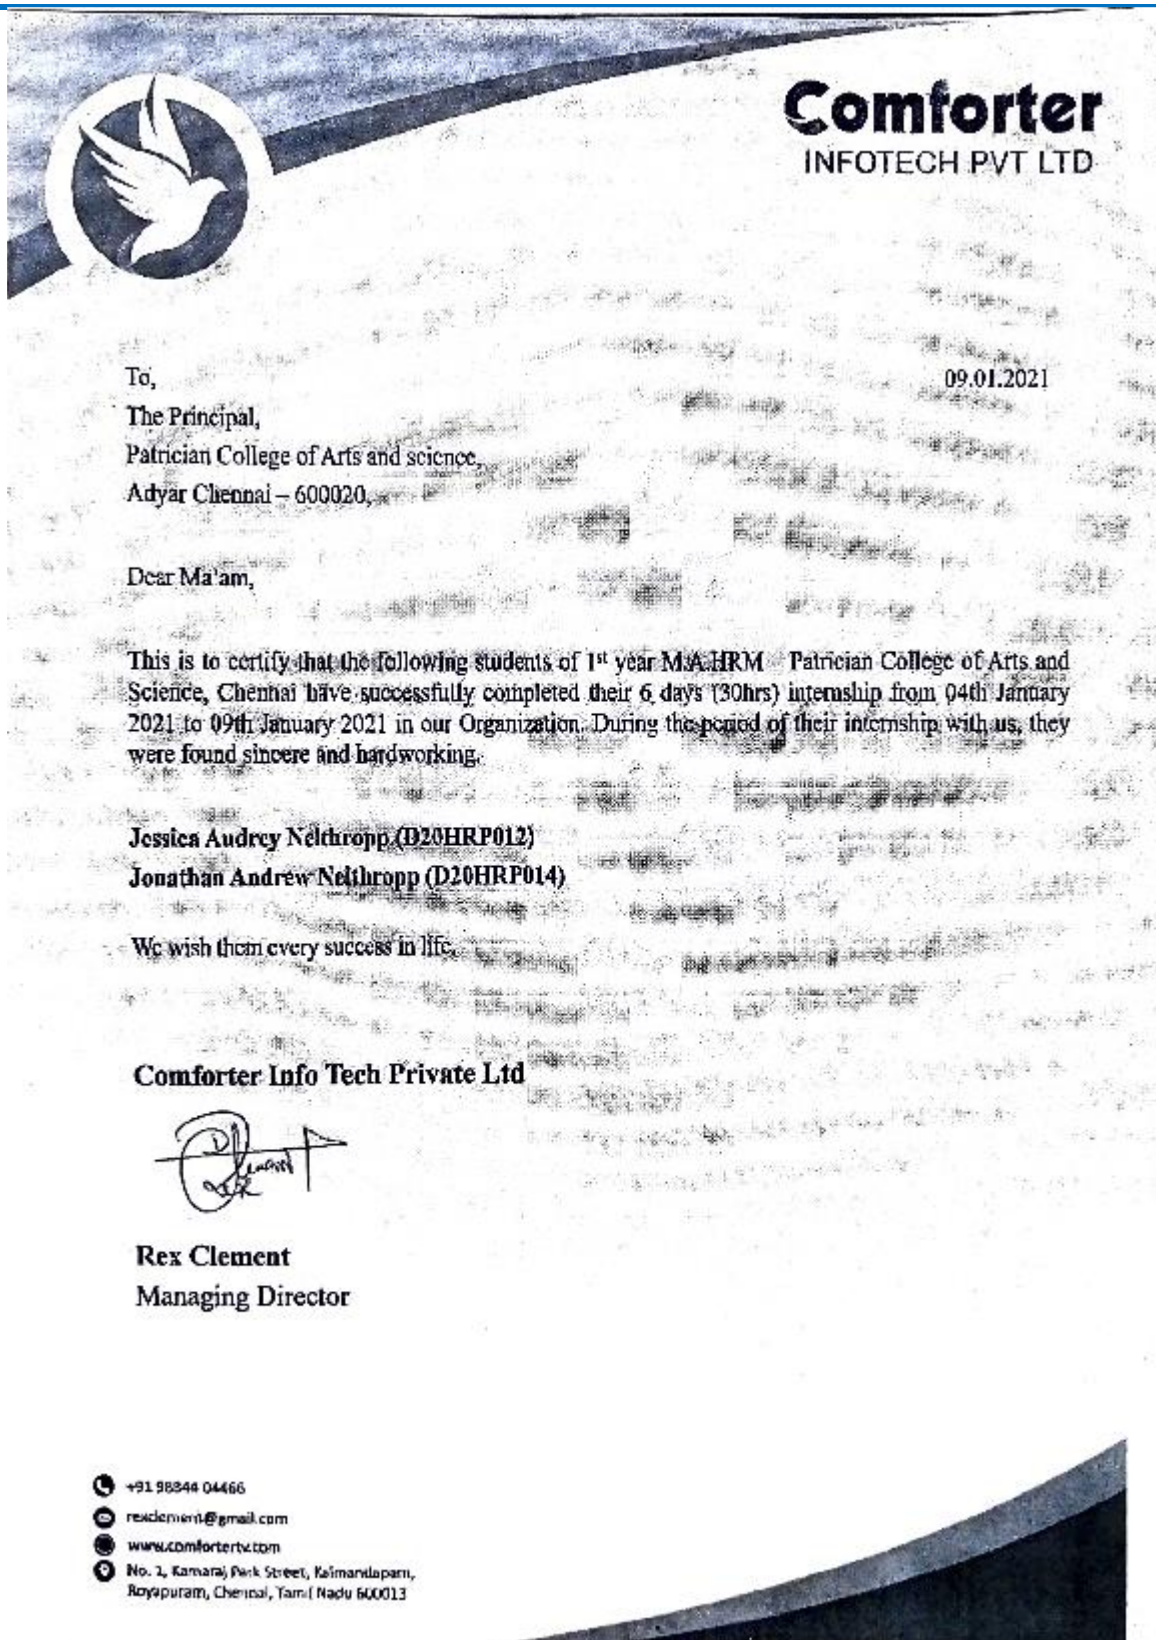 Comforter
INFOTECH PVT LTD
To,
09.01.2021
The Principal,
Patrician College of Arts and science,
Adyar Chennai – 600020,
Dear Ma'am,
This is to certify that the following students of 1st year M.A.HRM Patrician College of Arts and
Science, Chennai have successfully completed their 6 days (30hrs) internship from 04th January
2021 to 09th January 2021 in our Organization. During the period of their internship with us, they
were found sincere and hardworking.
Jessica Audrey Nelthropp (D20HRP012)
Jonathan Andrew Nelthropp (D20HRP014)
We wish them every success in life.
Comforter Info Tech Private Ltd
Rex Clement
Managing Director
+91 98844 04466
rexclement@gmail.com
www.comfortertv.com
No. 1, Kamaraj Park Street, Kalmandapam,
Royapuram, Chennai, Tamil Nadu 600013